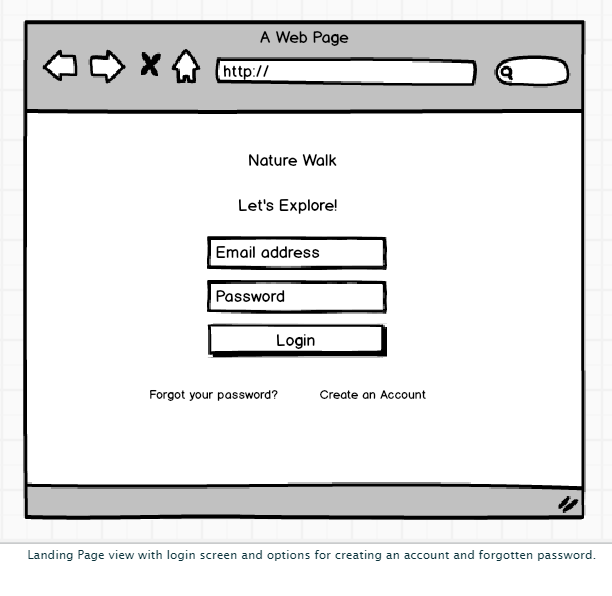 A Web Page
http://
Nature Walk
Let's Explore!
Email address
Password
Login
Forgot your password? Create an Account
Landing Page view with login screen and options for creating an account and forgotten password.